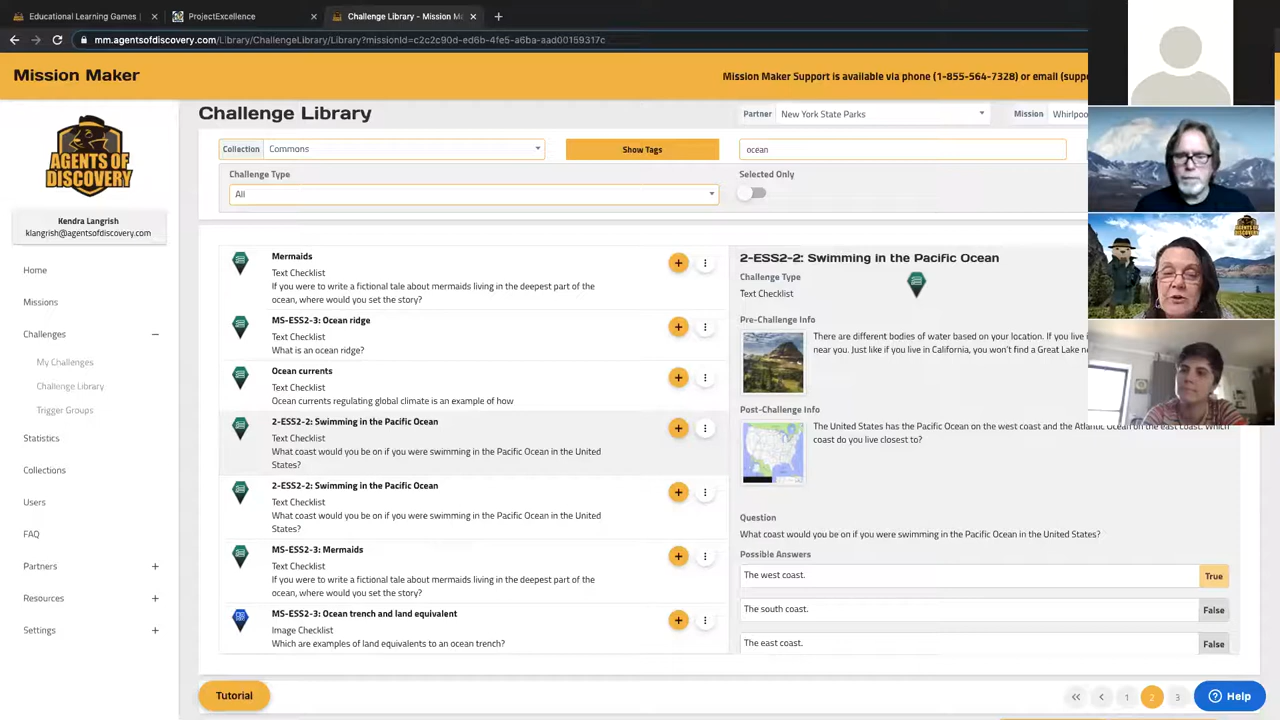 Educational Learning Games
ProjectExcellence
Challenge Library - Mission M
mm.agentsofdiscovery.com/Library/ChallengeLibrary/Library?missionId=c2c2c90d-ed6b-4fe5-a6ba-aad00159317c
Mission Maker
Mission Maker Support is available via phone (1-855-564-7328) or email (suppo
AGENTS OF DISCOVERY
Kendra Langrish
klangrish@agentsofdiscovery.com
Home
Missions
Challenges
My Challenges
Challenge Library
Trigger Groups
Statistics
Collections
Users
FAQ
Partners
Resources
Settings
Challenge Library
Partner New York State Parks
Mission Whirlpoo
Collection Commons
Show Tags
ocean
Challenge Type
Selected Only
All
Mermaids
Text Checklist
If you were to write a fictional tale about mermaids living in the deepest part of the
ocean, where would you set the story?
MS-ESS2-3: Ocean ridge
Text Checklist
What is an ocean ridge?
Ocean currents
Text Checklist
Ocean currents regulating global climate is an example of how
2-ESS2-2: Swimming in the Pacific Ocean
Text Checklist
What coast would you be on if you were swimming in the Pacific Ocean in the United
States?
2-ESS2-2: Swimming in the Pacific Ocean
Text Checklist
What coast would you be on if you were swimming in the Pacific Ocean in the United
States?
MS-ESS2-3: Mermaids
Text Checklist
If you were to write a fictional tale about mermaids living in the deepest part of the
ocean, where would you set the story?
MS-ESS2-3: Ocean trench and land equivalent
Image Checklist
Which are examples of land equivalents to an ocean trench?
2-ESS2-2: Swimming in the Pacific Ocean
Challenge Type
Text Checklist
Pre-Challenge Info
There are different bodies of water based on your location. If you live i
near you. Just like if you live in California, you won't find a Great Lake ne
Post-Challenge Info
The United States has the Pacific Ocean on the west coast and the Atlantic Ocean on the east coast. Which
coast do you live closest to?
Question
What coast would you be on if you were swimming in the Pacific Ocean in the United States?
Possible Answers
The west coast. True
The south coast. False
The east coast. False
Tutorial
1 2 3
Help